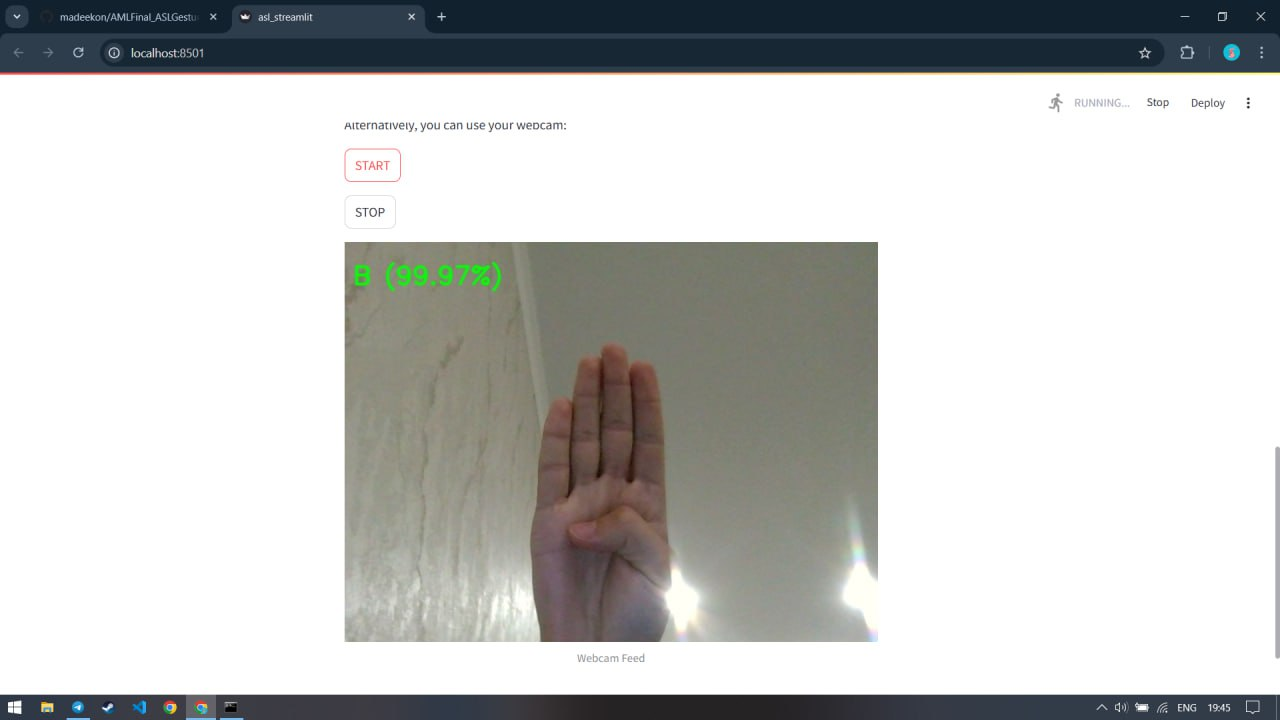 madeekon/AMLFinal_ASLGestu
asl_streamlit
localhost:8501
RUNNING...
Stop
Deploy
Alternatively, you can use your webcam:
START
STOP
B (99.97%)
Webcam Feed
ENG
19:45